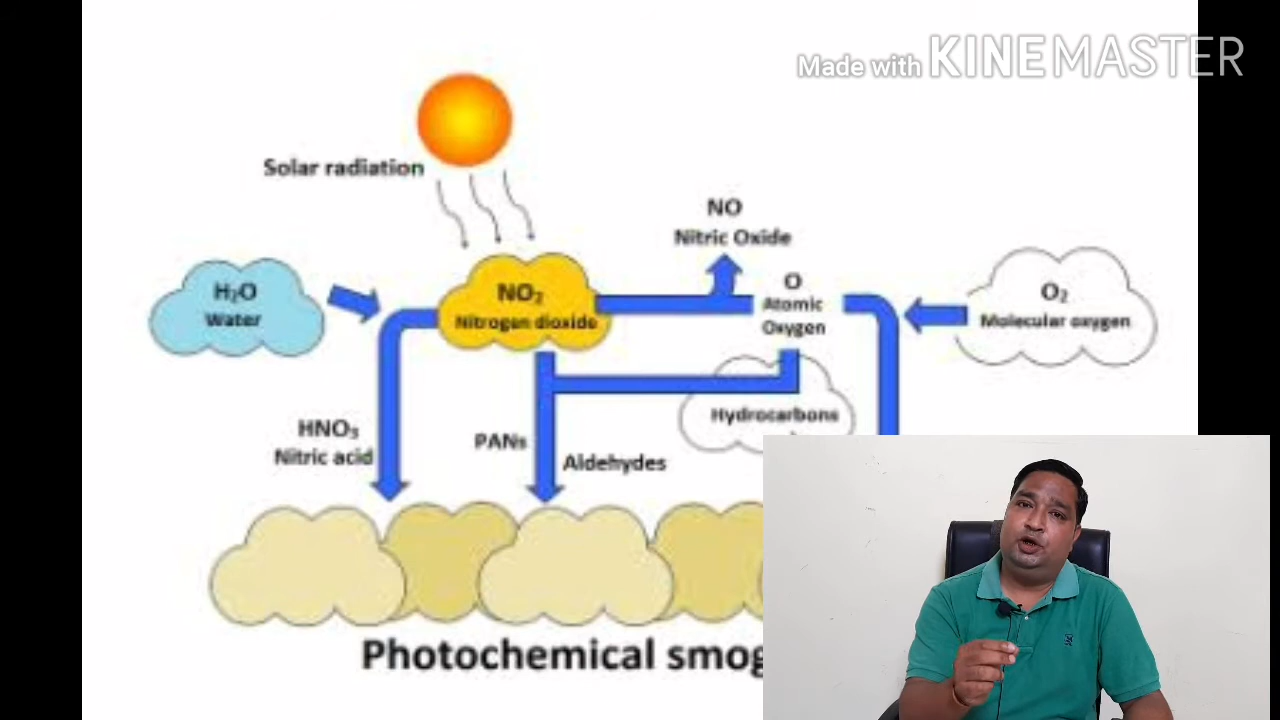 Made with KINEMASTER
Solar radiation
NO
Nitric Oxide
H₂O
Water
NO₂
Nitrogen dioxide
O
Atomic
Oxygen
O₂
Molecular oxygen
Hydrocarbons
HNO₃
Nitric acid
PANs
Aldehydes
Photochemical smog